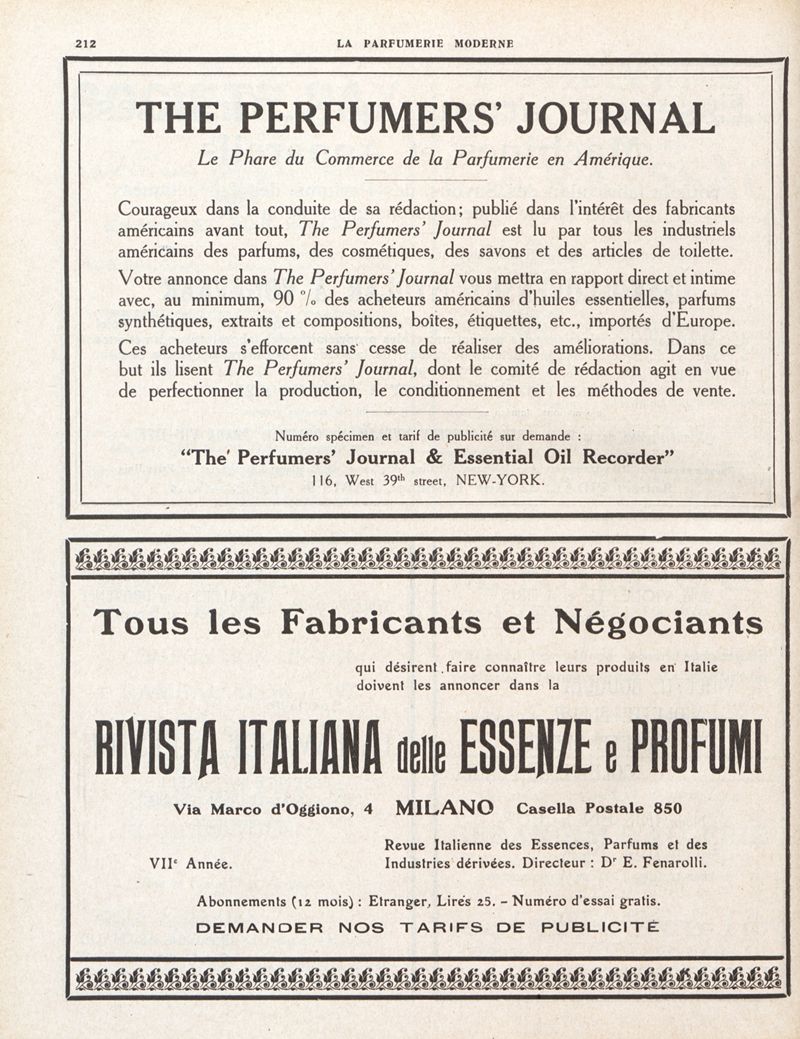 212
LA PARFUMERIE MODERNE
THE PERFUMERS' JOURNAL
Le Phare du Commerce de la Parfumerie en Amérique.
Courageux dans la conduite de sa rédaction; publié dans l'intérêt des fabricants
américains avant tout, The Perfumers' Journal est lu par tous les industriels
américains des parfums, des cosmétiques, des savons et des articles de toilette.
Votre annonce dans The Perfumers' Journal vous mettra en rapport direct et intime
avec, au minimum, 90 % des acheteurs américains d'huiles essentielles, parfums
synthétiques, extraits et compositions, boîtes, étiquettes, etc., importés d'Europe.
Ces acheteurs s'efforcent sans cesse de réaliser des améliorations. Dans ce
but ils lisent The Perfumers' Journal, dont le comité de rédaction agit en vue
de perfectionner la production, le conditionnement et les méthodes de vente.
Numéro spécimen et tarif de publicité sur demande :
"The Perfumers' Journal & Essential Oil Recorder"
116, West 39th street, NEW-YORK.
Tous les Fabricants et Négociants
qui désirent faire connaître leurs produits en Italie
doivent les annoncer dans la
RIVISTA ITALIANA delle ESSENZE e PROFUMI
Via Marco d'Oggiono, 4 MILANO Casella Postale 850
Revue Italienne des Essences, Parfums et des
VIIe Année. Industries dérivées. Directeur : Dr E. Fenarolli.
Abonnements (12 mois) : Etranger, Lires 25. - Numéro d'essai gratis.
DEMANDER NOS TARIFS DE PUBLICITÉ